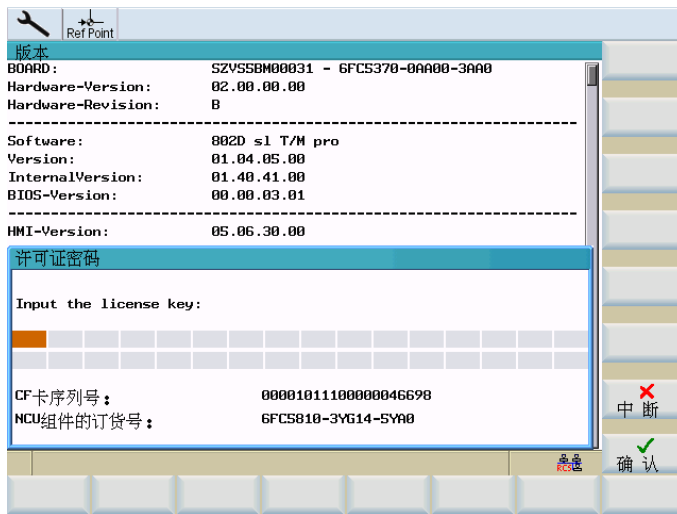 Ref Point
版本
BOARD: SZVS5BM00031 - 6FC5370-0AA00-3AA0
Hardware-Version: 02.00.00.00
Hardware-Revision: B
Software: 802D sl T/M pro
Version: 01.04.05.00
InternalVersion: 01.40.41.00
BIOS-Version: 00.00.03.01
HMI-Version: 05.06.30.00
许可证密码
Input the license key:
CF卡序列号: 00001011100000046698
NCU组件的订货号: 6FC5810-3YG14-5YA0
中断
RCS
确认